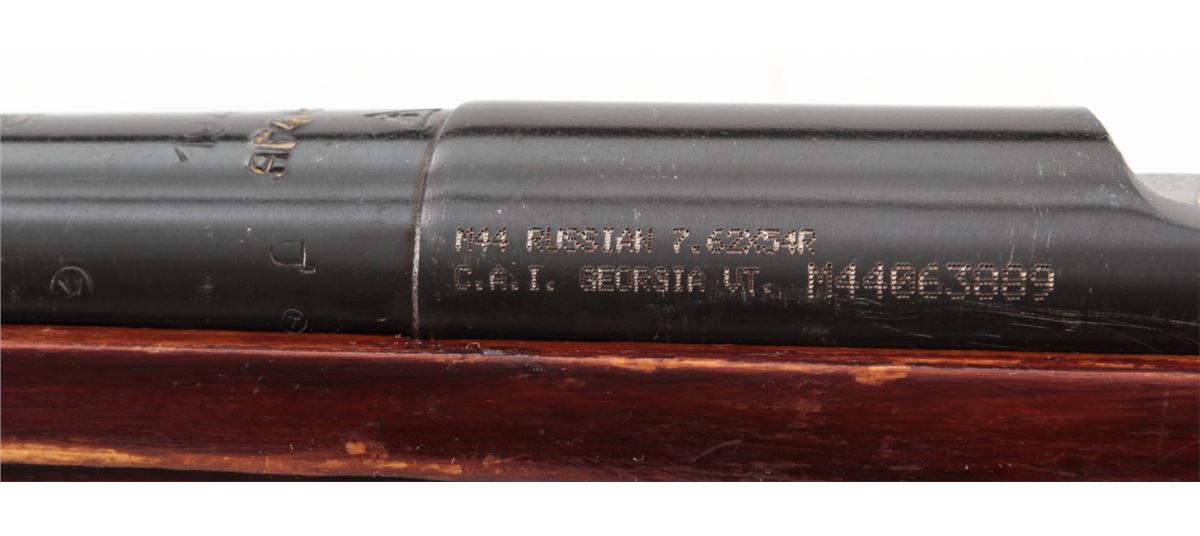 M44 RUSSIAN 7.62X54R
C.A.I. GEORGIA VT. M44063889